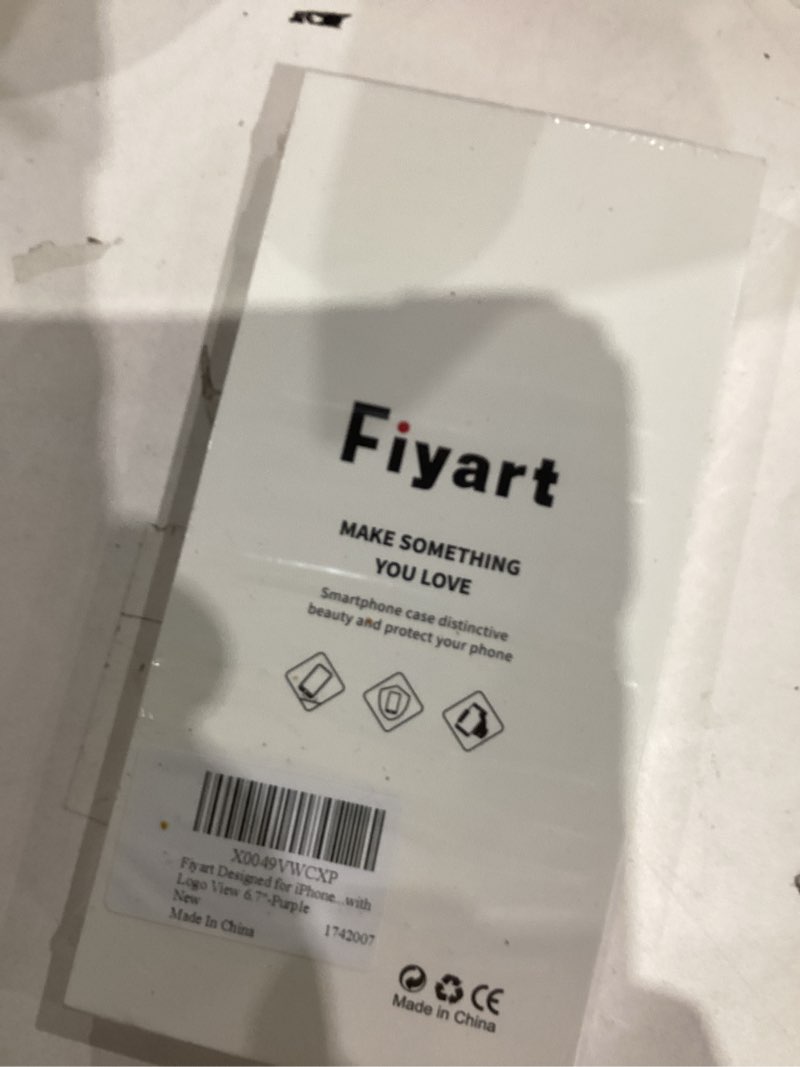 Fiyart
MAKE SOMETHING
YOU LOVE
Smartphone case distinctive
beauty and protect your phone
X0049VWCXP
Fiyart Designed for iPhone...with
Logo View 6.7"-Purple
New
Made In China 1742007
CE
Made in China